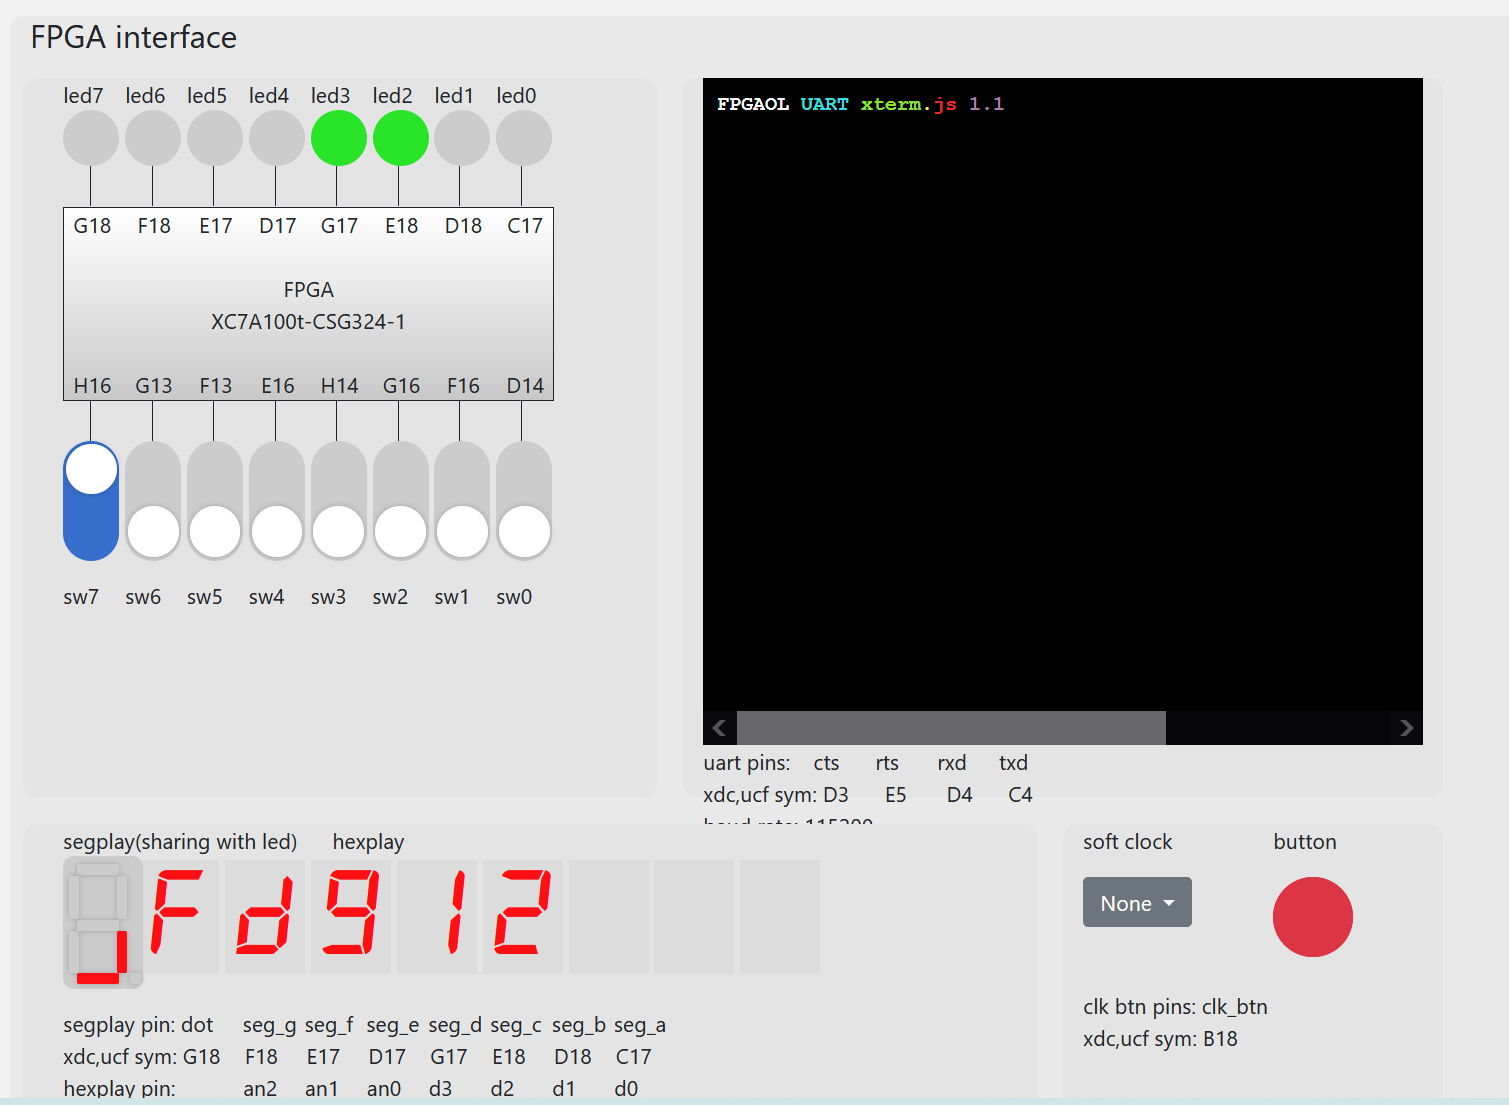 FPGA interface
led7 led6 led5 led4 led3 led2 led1 led0
G18 F18 E17 D17 G17 E18 D18 C17
FPGA
XC7A100t-CSG324-1
H16 G13 F13 E16 H14 G16 F16 D14
sw7 sw6 sw5 sw4 sw3 sw2 sw1 sw0
FPGAOL UART xterm.js 1.1
uart pins: cts rts rxd txd
xdc,ucf sym: D3 E5 D4 C4
baud rate: 115200
segplay(sharing with led) hexplay
Fd912
segplay pin: dot seg_g seg_f seg_e seg_d seg_c seg_b seg_a
xdc,ucf sym: G18 F18 E17 D17 G17 E18 D18 C17
hexplay pin: an2 an1 an0 d3 d2 d1 d0
soft clock button
None
clk btn pins: clk_btn
xdc,ucf sym: B18